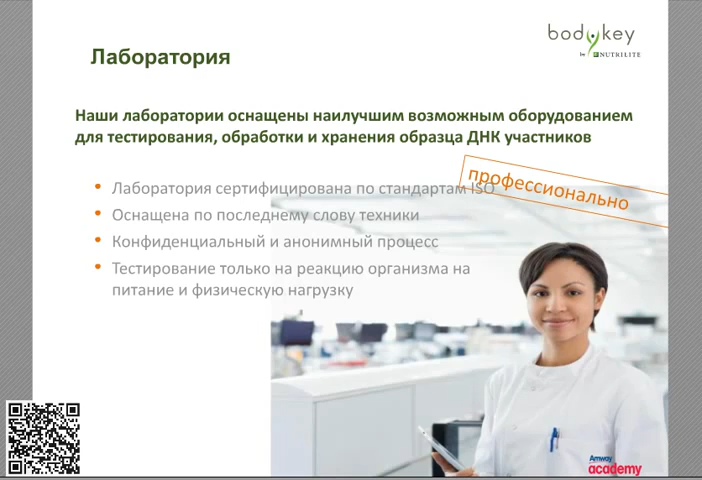 bodykey
by NUTRILITE
Лаборатория
Наши лаборатории оснащены наилучшим возможным оборудованием
для тестирования, обработки и хранения образца ДНК участников
профессионально
Лаборатория сертифицирована по стандартам ISO
Оснащена по последнему слову техники
Конфиденциальный и анонимный процесс
Тестирование только на реакцию организма на
питание и физическую нагрузку
Amway
academy